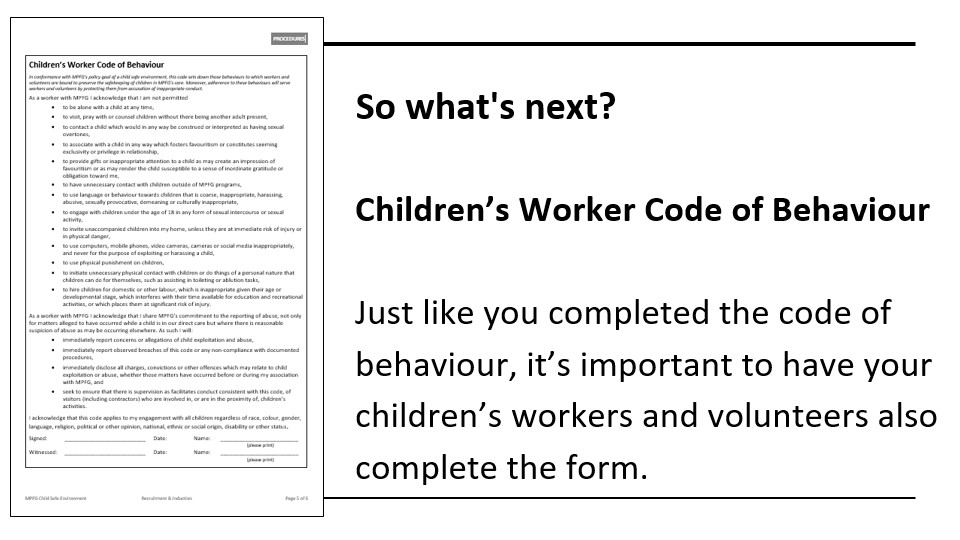 PROCEDURES
Children's Worker Code of Behaviour
In conformance with MPFG's policy goal of a child safe environment, this code sets down those behaviours to which workers and
volunteers are bound to preserve the safekeeping of children in MPFG's care. Moreover, adherence to these behaviours will serve
workers and volunteers by protecting them from accusation of inappropriate conduct.
As a worker with MPFG I acknowledge that I am not permitted
• to be alone with a child at any time,
• to visit, pray with or counsel children without there being another adult present,
• to contact a child which would in any way be construed or interpreted as having sexual
overtones,
• to associate with a child in any way which fosters favouritism or constitutes seeming
exclusivity or privilege in relationship,
• to provide gifts or inappropriate attention to a child as may create an impression of
favouritism or as may render the child susceptible to a sense of inordinate gratitude or
obligation toward me,
• to have unnecessary contact with children outside of MPFG programs,
• to use language or behaviour towards children that is coarse, inappropriate, harassing,
abusive, sexually provocative, demeaning or culturally inappropriate,
• to engage with children under the age of 18 in any form of sexual intercourse or sexual
activity,
• to invite unaccompanied children into my home, unless they are at immediate risk of injury or
in physical danger,
• to use computers, mobile phones, video cameras, cameras or social media inappropriately,
and never for the purpose of exploiting or harassing a child,
• to use physical punishment on children,
• to initiate unnecessary physical contact with children or do things of a personal nature that
children can do for themselves, such as assisting in toileting or ablution tasks,
• to hire children for domestic or other labour, which is inappropriate given their age or
developmental stage, which interferes with their time available for education and recreational
activities, or which places them at significant risk of injury.
As a worker with MPFG I acknowledge that I share MPFG's commitment to the reporting of abuse, not only
for matters alleged to have occurred while a child is in our direct care but where there is reasonable
suspicion of abuse as may be occurring elsewhere. As such I will:
• immediately report concerns or allegations of child exploitation and abuse,
• immediately report observed breaches of this code or any non-compliance with documented
procedures,
• immediately disclose all charges, convictions or other offences which may relate to child
exploitation or abuse, whether those matters have occurred before or during my association
with MPFG, and
• seek to ensure that there is supervision as facilitates conduct consistent with this code, of
visitors (including contractors) who are involved in, or are in the proximity of, children's
activities.
I acknowledge that this code applies to my engagement with all children regardless of race, colour, gender,
language, religion, political or other opinion, national, ethnic or social origin, disability or other status,
Signed: Date: Name:
(please print)
Witnessed: Date: Name:
(please print)
MPFG Child Safe Environment Recruitment & Induction Page 5 of 6
So what's next?
Children’s Worker Code of Behaviour
Just like you completed the code of
behaviour, it’s important to have your
children’s workers and volunteers also
complete the form.